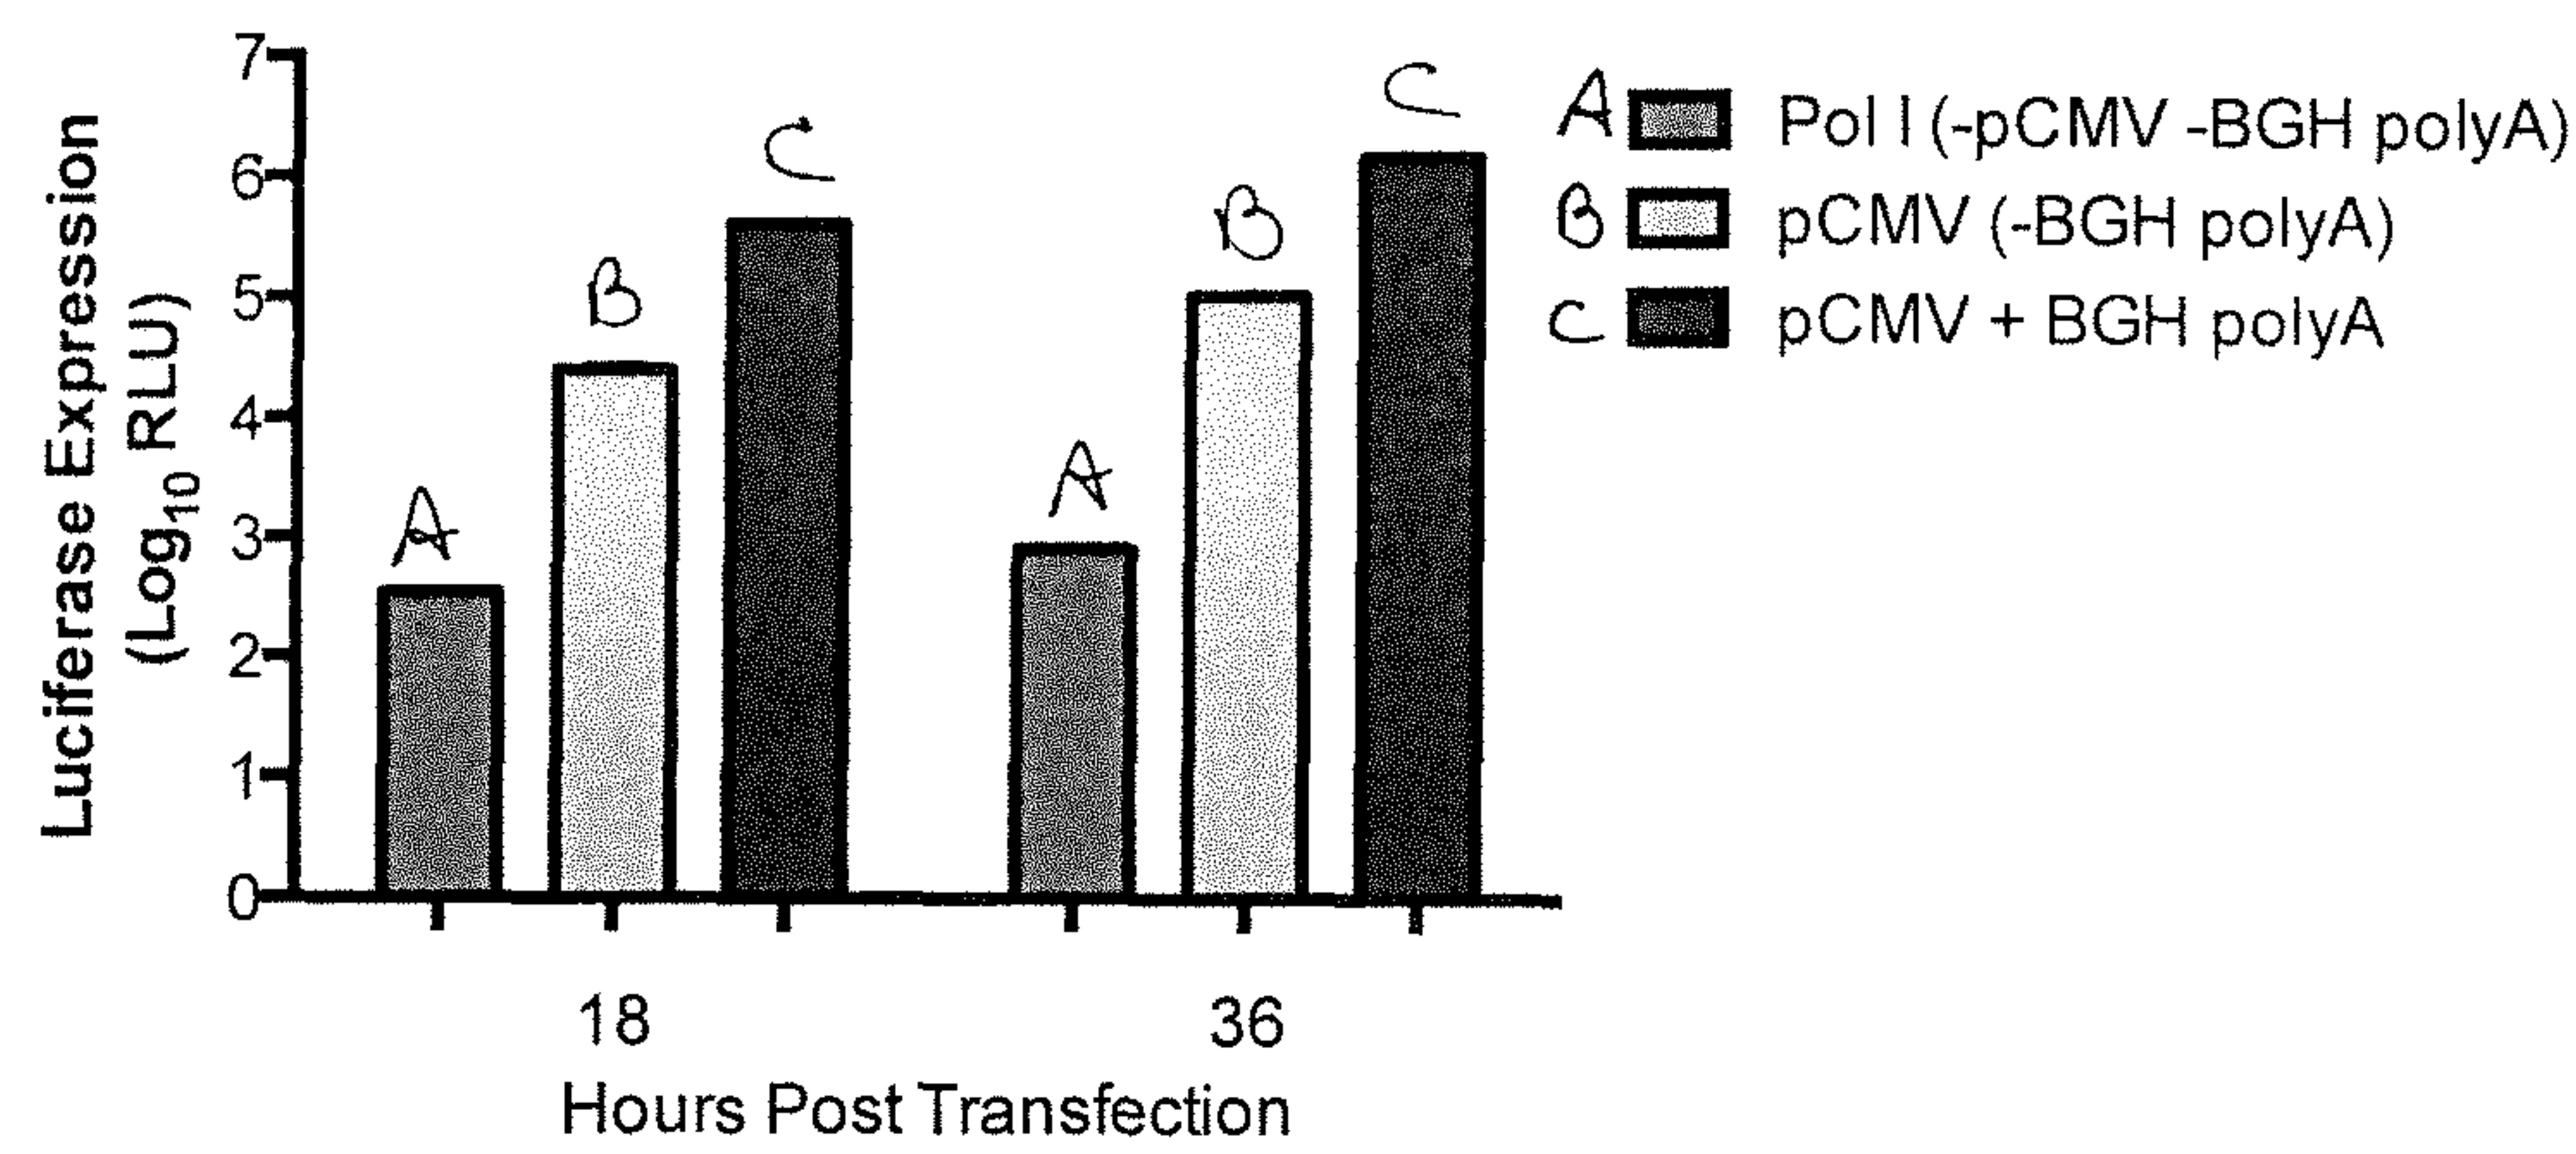 Luciferase Expression
(Log10 RLU)
7
6
5
4
3
2
1
0
A
B
C
A
B
C
18
36
Hours Post Transfection
A Pol I (-pCMV -BGH polyA)
B pCMV (-BGH polyA)
C pCMV + BGH polyA